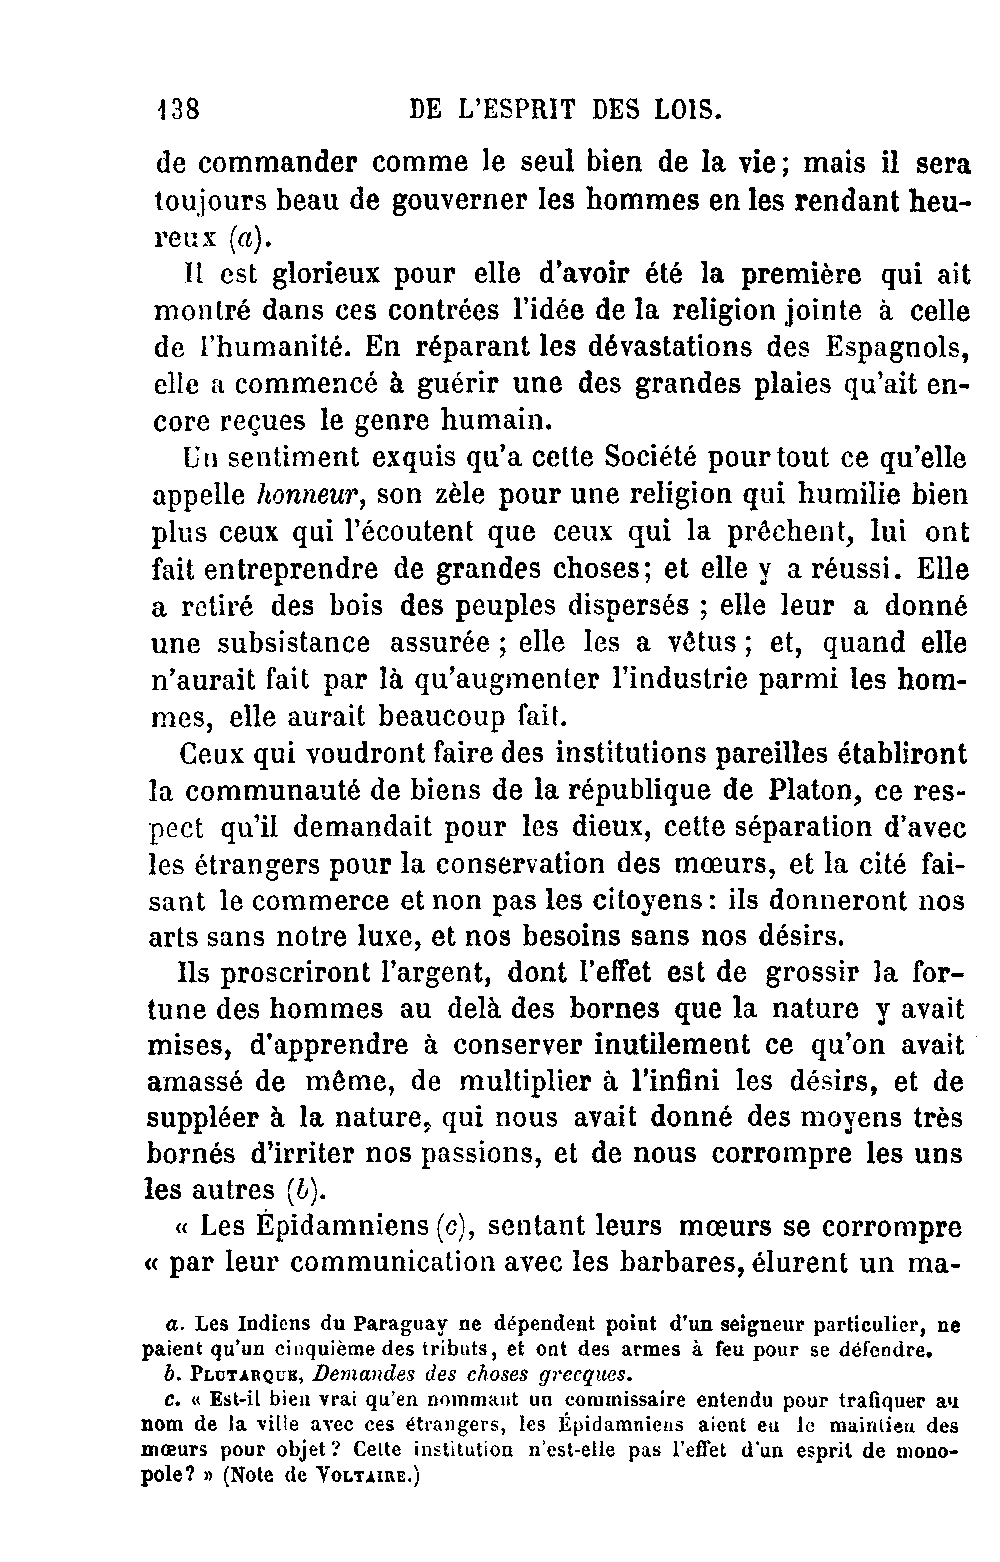 138 DE L'ESPRIT DES LOIS.
de commander comme le seul bien de la vie; mais il sera
toujours beau de gouverner les hommes en les rendant heu-
reux (a).
Il est glorieux pour elle d'avoir été la première qui ait
montré dans ces contrées l'idée de la religion jointe à celle
de l'humanité. En réparant les dévastations des Espagnols,
elle a commencé à guérir une des grandes plaies qu'ait en-
core reçues le genre humain.
Un sentiment exquis qu'a cette Société pour tout ce qu'elle
appelle honneur, son zèle pour une religion qui humilie bien
plus ceux qui l'écoutent que ceux qui la prêchent, lui ont
fait entreprendre de grandes choses; et elle y a réussi. Elle
a retiré des bois des peuples dispersés ; elle leur a donné
une subsistance assurée ; elle les a vêtus ; et, quand elle
n'aurait fait par là qu'augmenter l'industrie parmi les hom-
mes, elle aurait beaucoup fait.
Ceux qui voudront faire des institutions pareilles établiront
la communauté de biens de la république de Platon, ce res-
pect qu'il demandait pour les dieux, cette séparation d'avec
les étrangers pour la conservation des mœurs, et la cité fai-
sant le commerce et non pas les citoyens : ils donneront nos
arts sans notre luxe, et nos besoins sans nos désirs.
Ils proscriront l'argent, dont l'effet est de grossir la for-
tune des hommes au delà des bornes que la nature y avait
mises, d'apprendre à conserver inutilement ce qu'on avait
amassé de même, de multiplier à l'infini les désirs, et de
suppléer à la nature, qui nous avait donné des moyens très
bornés d'irriter nos passions, et de nous corrompre les uns
les autres (b).
« Les Épidamniens (c), sentant leurs mœurs se corrompre
« par leur communication avec les barbares, élurent un ma-
a. Les Indiens du Paraguay ne dépendent point d'un seigneur particulier, ne
paient qu'un cinquième des tributs, et ont des armes à feu pour se défendre.
b. PLUTARQUE, Demandes des choses grecques.
c. « Est-il bien vrai qu'en nommant un commissaire entendu pour trafiquer au
nom de la ville avec ces étrangers, les Épidamniens aient eu le maintien des
mœurs pour objet ? Cette institution n'est-elle pas l'effet d'un esprit de mono-
pole? » (Note de VOLTAIRE.)